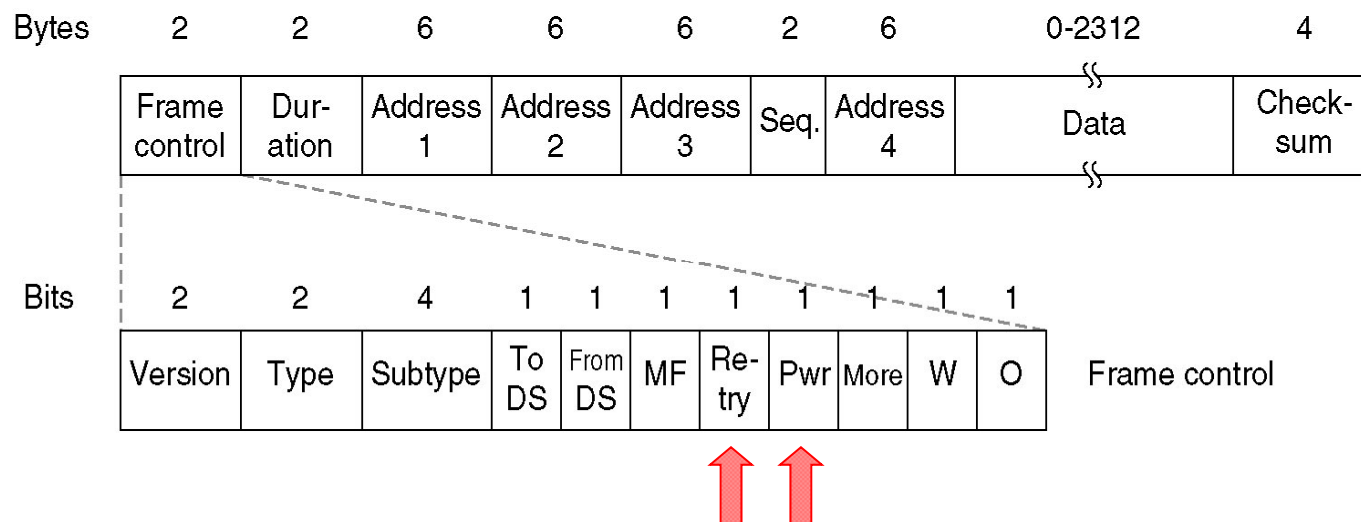 Bytes 2 2 6 6 6 2 6 0-2312 4
Frame control Dur-ation Address 1 Address 2 Address 3 Seq. Address 4 Data Check-sum
Bits 2 2 4 1 1 1 1 1 1 1 1
Version Type Subtype To DS From DS MF Re-try Pwr More W O Frame control